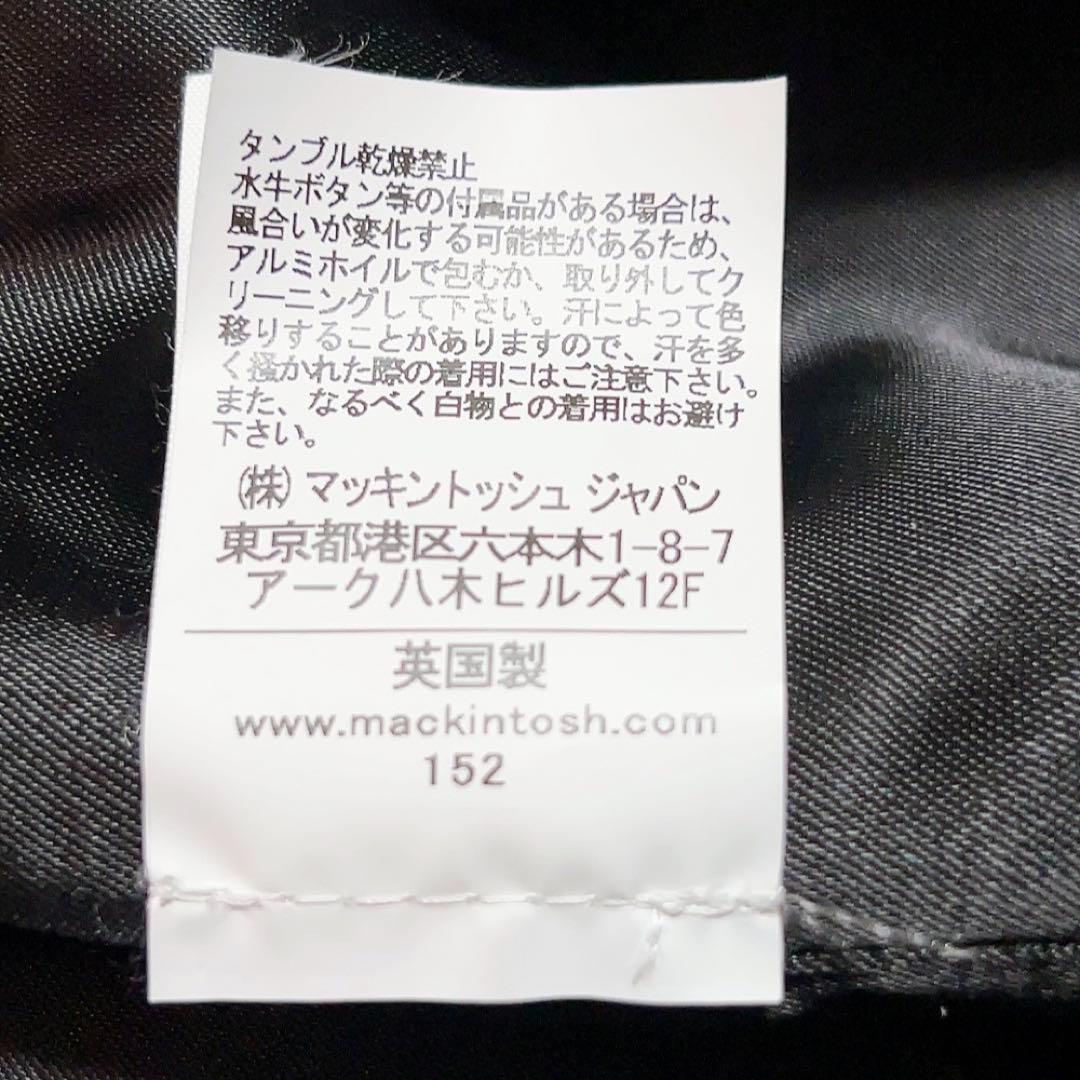 タンブル乾燥禁止
水牛ボタン等の付属品がある場合は、
風合いが変化する可能性があるため、
アルミホイルで包むか、取り外してク
リーニングして下さい。汗によって色
移りすることがありますので、汗を多
く掻かれた際の着用にはご注意下さい。
また、なるべく白物との着用はお避け
下さい。
(株) マッキントッシュ ジャパン
東京都港区六本木1-8-7
アーク八木ヒルズ12F
英国製
www.mackintosh.com
152